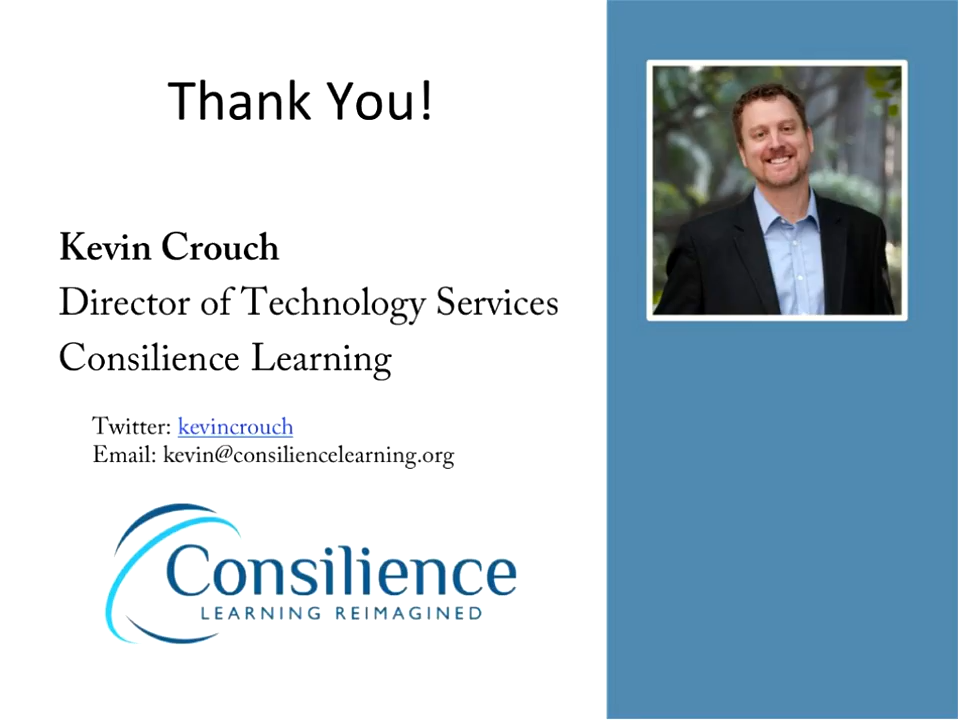 Thank You!
Kevin Crouch
Director of Technology Services
Consilience Learning
Twitter: kevincrouch
Email: kevin@consiliencelearning.org
Consilience
LEARNING REIMAGINED